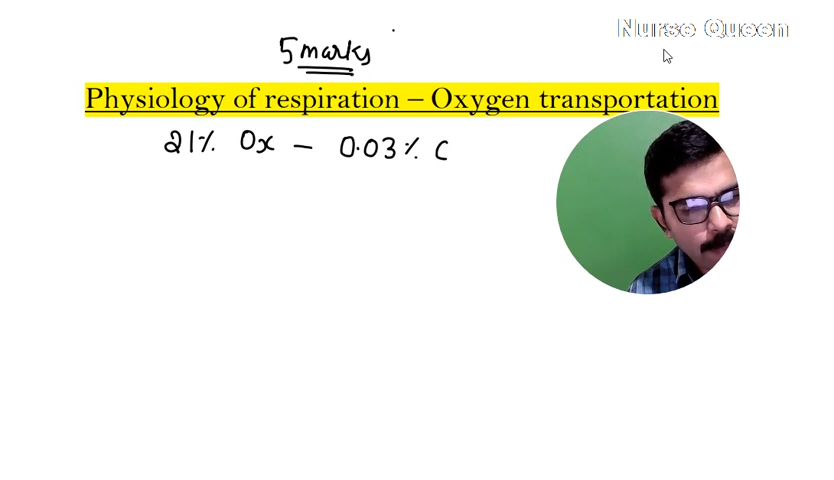 Nurse Queen
5 marks
Physiology of respiration – Oxygen transportation
21% Ox – 0.03% C